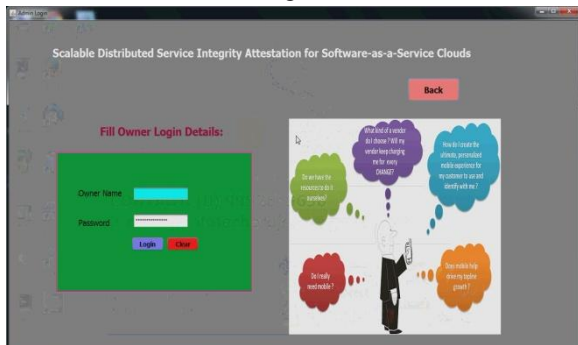 Admin Login
Scalable Distributed Service Integrity Attestation for Software-as-a-Service Clouds
Back
Fill Owner Login Details:
Owner Name
Password
Login
Clear
What kind of a vendor
do I choose ? Will my
vendor keep charging
me for every
CHANGE?
How do I create the
ultimate, personalized
mobile experience for
my customer to use and
identify with me ?
Do we have the
resources to do it
ourselves?
Do I really
need mobile ?
Does mobile help
drive my topline
growth ?